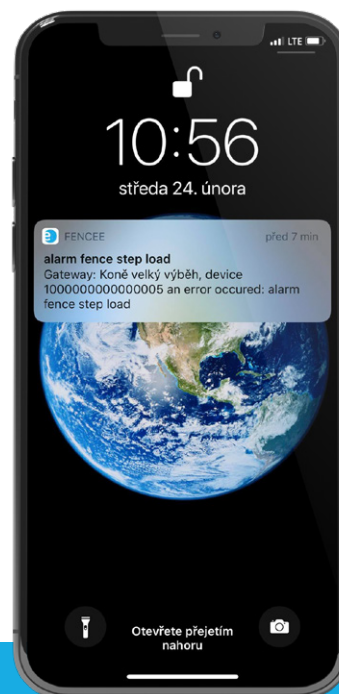 LTE
10:56
středa 24. února
FENCEE před 7 min
alarm fence step load
Gateway: Koně velký výběh, device
1000000000000005 an error occured: alarm
fence step load
Otevřete přejetím
nahoru